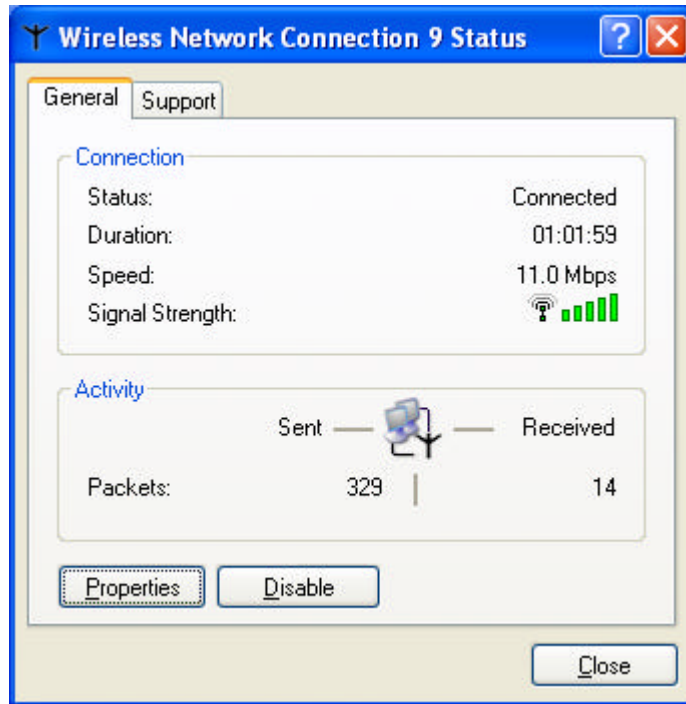 Wireless Network Connection 9 Status
?
General Support
Connection
Status: Connected
Duration: 01:01:59
Speed: 11.0 Mbps
Signal Strength:
Activity
Sent Received
Packets: 329 14
Properties Disable
Close